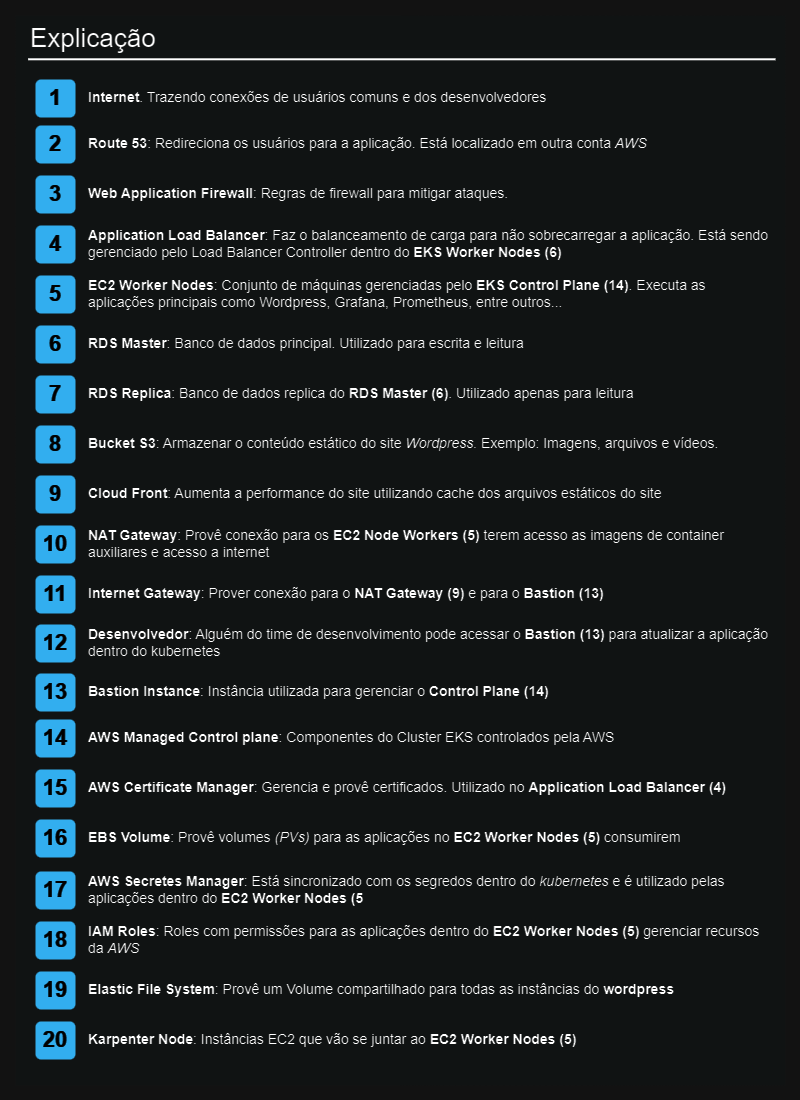 Explicação
1 Internet. Trazendo conexões de usuários comuns e dos desenvolvedores
2 Route 53: Redireciona os usuários para a aplicação. Está localizado em outra conta AWS
3 Web Application Firewall: Regras de firewall para mitigar ataques.
4 Application Load Balancer: Faz o balanceamento de carga para não sobrecarregar a aplicação. Está sendo
gerenciado pelo Load Balancer Controller dentro do EKS Worker Nodes (6)
5 EC2 Worker Nodes: Conjunto de máquinas gerenciadas pelo EKS Control Plane (14). Executa as
aplicações principais como Wordpress, Grafana, Prometheus, entre outros...
6 RDS Master: Banco de dados principal. Utilizado para escrita e leitura
7 RDS Replica: Banco de dados replica do RDS Master (6). Utilizado apenas para leitura
8 Bucket S3: Armazenar o conteúdo estático do site Wordpress. Exemplo: Imagens, arquivos e vídeos.
9 Cloud Front: Aumenta a performance do site utilizando cache dos arquivos estáticos do site
10 NAT Gateway: Provê conexão para os EC2 Node Workers (5) terem acesso as imagens de container
auxiliares e acesso a internet
11 Internet Gateway: Prover conexão para o NAT Gateway (9) e para o Bastion (13)
12 Desenvolvedor: Alguém do time de desenvolvimento pode acessar o Bastion (13) para atualizar a aplicação
dentro do kubernetes
13 Bastion Instance: Instância utilizada para gerenciar o Control Plane (14)
14 AWS Managed Control plane: Componentes do Cluster EKS controlados pela AWS
15 AWS Certificate Manager: Gerencia e provê certificados. Utilizado no Application Load Balancer (4)
16 EBS Volume: Provê volumes (PVs) para as aplicações no EC2 Worker Nodes (5) consumirem
17 AWS Secretes Manager: Está sincronizado com os segredos dentro do kubernetes e é utilizado pelas
aplicações dentro do EC2 Worker Nodes (5
18 IAM Roles: Roles com permissões para as aplicações dentro do EC2 Worker Nodes (5) gerenciar recursos
da AWS
19 Elastic File System: Provê um Volume compartilhado para todas as instâncias do wordpress
20 Karpenter Node: Instâncias EC2 que vão se juntar ao EC2 Worker Nodes (5)